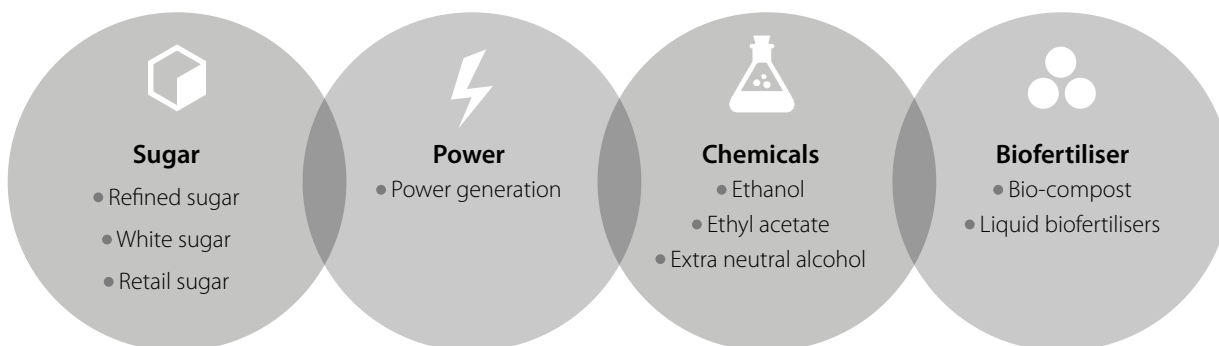 Sugar
• Refined sugar
• White sugar
• Retail sugar
Power
• Power generation
Chemicals
• Ethanol
• Ethyl acetate
• Extra neutral alcohol
Biofertiliser
• Bio-compost
• Liquid biofertilisers